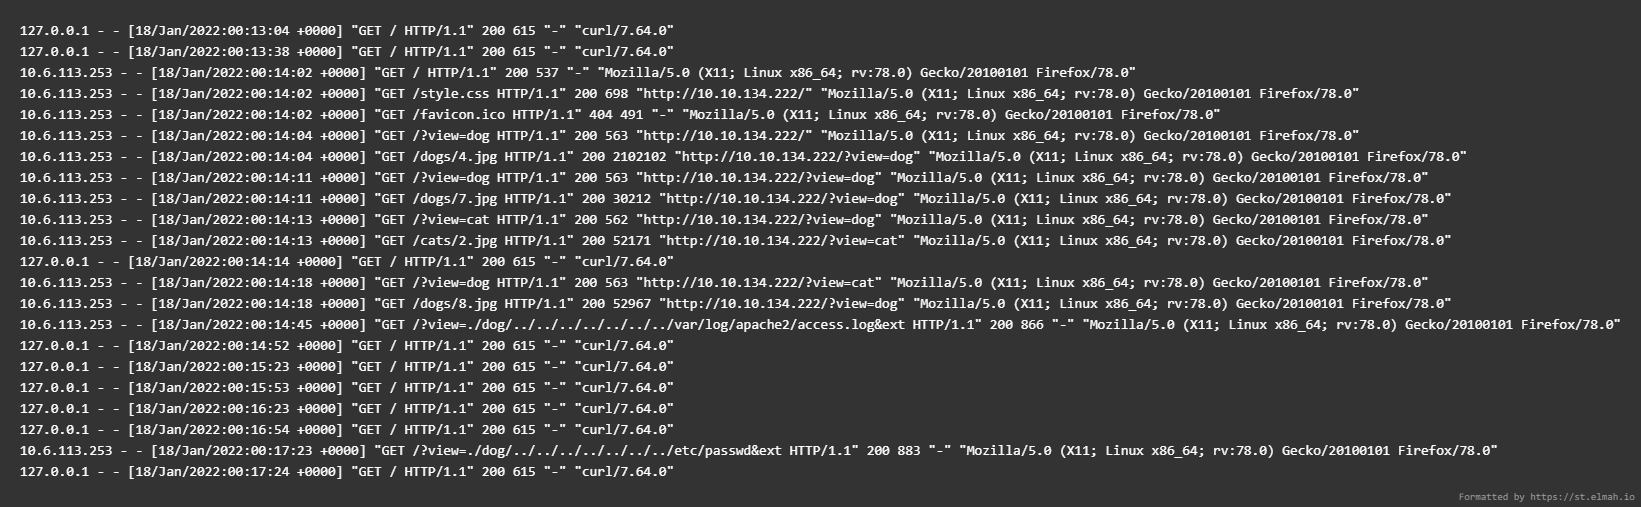 127.0.0.1 - - [18/Jan/2022:00:13:04 +0000] "GET / HTTP/1.1" 200 615 "-" "curl/7.64.0"
127.0.0.1 - - [18/Jan/2022:00:13:38 +0000] "GET / HTTP/1.1" 200 615 "-" "curl/7.64.0"
10.6.113.253 - - [18/Jan/2022:00:14:02 +0000] "GET / HTTP/1.1" 200 537 "-" "Mozilla/5.0 (X11; Linux x86_64; rv:78.0) Gecko/20100101 Firefox/78.0"
10.6.113.253 - - [18/Jan/2022:00:14:02 +0000] "GET /style.css HTTP/1.1" 200 698 "http://10.10.134.222/" "Mozilla/5.0 (X11; Linux x86_64; rv:78.0) Gecko/20100101 Firefox/78.0"
10.6.113.253 - - [18/Jan/2022:00:14:02 +0000] "GET /favicon.ico HTTP/1.1" 404 491 "-" "Mozilla/5.0 (X11; Linux x86_64; rv:78.0) Gecko/20100101 Firefox/78.0"
10.6.113.253 - - [18/Jan/2022:00:14:04 +0000] "GET /?view=dog HTTP/1.1" 200 563 "http://10.10.134.222/" "Mozilla/5.0 (X11; Linux x86_64; rv:78.0) Gecko/20100101 Firefox/78.0"
10.6.113.253 - - [18/Jan/2022:00:14:04 +0000] "GET /dogs/4.jpg HTTP/1.1" 200 2102102 "http://10.10.134.222/?view=dog" "Mozilla/5.0 (X11; Linux x86_64; rv:78.0) Gecko/20100101 Firefox/78.0"
10.6.113.253 - - [18/Jan/2022:00:14:11 +0000] "GET /?view=dog HTTP/1.1" 200 563 "http://10.10.134.222/?view=dog" "Mozilla/5.0 (X11; Linux x86_64; rv:78.0) Gecko/20100101 Firefox/78.0"
10.6.113.253 - - [18/Jan/2022:00:14:11 +0000] "GET /dogs/7.jpg HTTP/1.1" 200 30212 "http://10.10.134.222/?view=dog" "Mozilla/5.0 (X11; Linux x86_64; rv:78.0) Gecko/20100101 Firefox/78.0"
10.6.113.253 - - [18/Jan/2022:00:14:13 +0000] "GET /?view=cat HTTP/1.1" 200 562 "http://10.10.134.222/?view=dog" "Mozilla/5.0 (X11; Linux x86_64; rv:78.0) Gecko/20100101 Firefox/78.0"
10.6.113.253 - - [18/Jan/2022:00:14:13 +0000] "GET /cats/2.jpg HTTP/1.1" 200 52171 "http://10.10.134.222/?view=cat" "Mozilla/5.0 (X11; Linux x86_64; rv:78.0) Gecko/20100101 Firefox/78.0"
127.0.0.1 - - [18/Jan/2022:00:14:14 +0000] "GET / HTTP/1.1" 200 615 "-" "curl/7.64.0"
10.6.113.253 - - [18/Jan/2022:00:14:18 +0000] "GET /?view=dog HTTP/1.1" 200 563 "http://10.10.134.222/?view=cat" "Mozilla/5.0 (X11; Linux x86_64; rv:78.0) Gecko/20100101 Firefox/78.0"
10.6.113.253 - - [18/Jan/2022:00:14:18 +0000] "GET /dogs/8.jpg HTTP/1.1" 200 52967 "http://10.10.134.222/?view=dog" "Mozilla/5.0 (X11; Linux x86_64; rv:78.0) Gecko/20100101 Firefox/78.0"
10.6.113.253 - - [18/Jan/2022:00:14:45 +0000] "GET /?view=./dog/../../../../../../../var/log/apache2/access.log&ext HTTP/1.1" 200 866 "-" "Mozilla/5.0 (X11; Linux x86_64; rv:78.0) Gecko/20100101 Firefox/78.0"
127.0.0.1 - - [18/Jan/2022:00:14:52 +0000] "GET / HTTP/1.1" 200 615 "-" "curl/7.64.0"
127.0.0.1 - - [18/Jan/2022:00:15:23 +0000] "GET / HTTP/1.1" 200 615 "-" "curl/7.64.0"
127.0.0.1 - - [18/Jan/2022:00:15:53 +0000] "GET / HTTP/1.1" 200 615 "-" "curl/7.64.0"
127.0.0.1 - - [18/Jan/2022:00:16:23 +0000] "GET / HTTP/1.1" 200 615 "-" "curl/7.64.0"
127.0.0.1 - - [18/Jan/2022:00:16:54 +0000] "GET / HTTP/1.1" 200 615 "-" "curl/7.64.0"
10.6.113.253 - - [18/Jan/2022:00:17:23 +0000] "GET /?view=./dog/../../../../../../../etc/passwd&ext HTTP/1.1" 200 883 "-" "Mozilla/5.0 (X11; Linux x86_64; rv:78.0) Gecko/20100101 Firefox/78.0"
127.0.0.1 - - [18/Jan/2022:00:17:24 +0000] "GET / HTTP/1.1" 200 615 "-" "curl/7.64.0"
Formatted by https://st.elmah.io